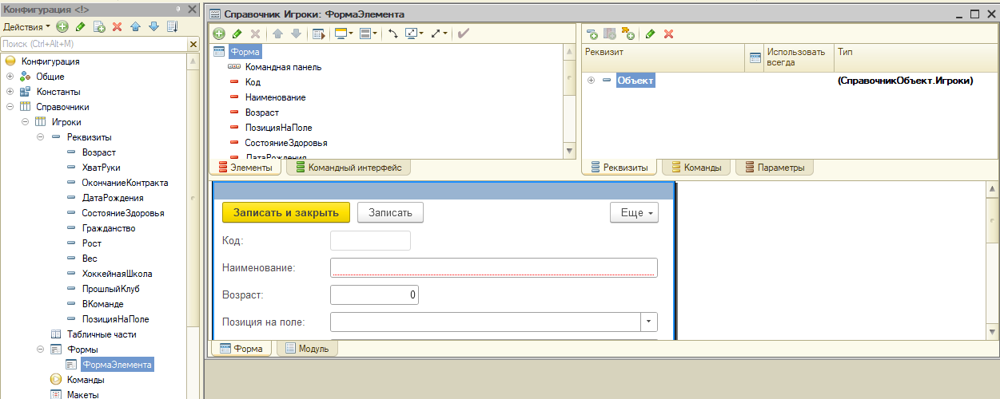 Конфигурация <!>
Действия
Поиск (Ctrl+Alt+M)
Конфигурация
Общие
Константы
Справочники
Игроки
Реквизиты
Возраст
ХватРуки
ОкончаниеКонтракта
ДатаРождения
СостояниеЗдоровья
Гражданство
Рост
Вес
ХоккейнаяШкола
ПрошлыйКлуб
ВКоманде
ПозицияНаПоле
Табличные части
Формы
ФормаЭлемента
Команды
Макеты
Справочник Игроки: ФормаЭлемента
Форма
Командная панель
Код
Наименование
Возраст
ПозицияНаПоле
СостояниеЗдоровья
ДатаРождения
Элементы Командный интерфейс
Реквизит Использовать всегда Тип
Объект (СправочникОбъект.Игроки)
Реквизиты Команды Параметры
Записать и закрыть Записать Еще
Код:
Наименование:
Возраст: 0
Позиция на поле:
Форма Модуль